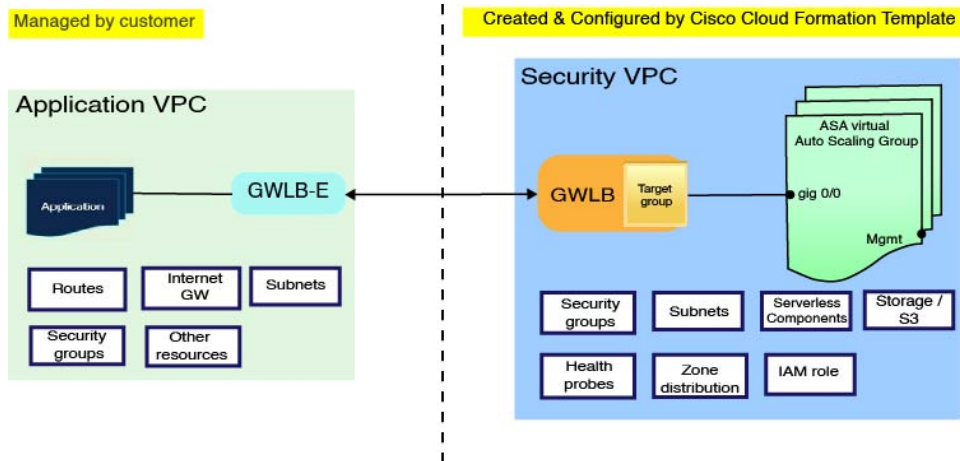 Managed by customer
Created & Configured by Cisco Cloud Formation Template
Application VPC
Application
GWLB-E
Routes
Internet
GW
Subnets
Security
groups
Other
resources
Security VPC
GWLB
Target
group
ASA virtual
Auto Scaling Group
gig 0/0
Mgmt
Security
groups
Subnets
Serverless
Components
Storage /
S3
Health
probes
Zone
distribution
IAM role